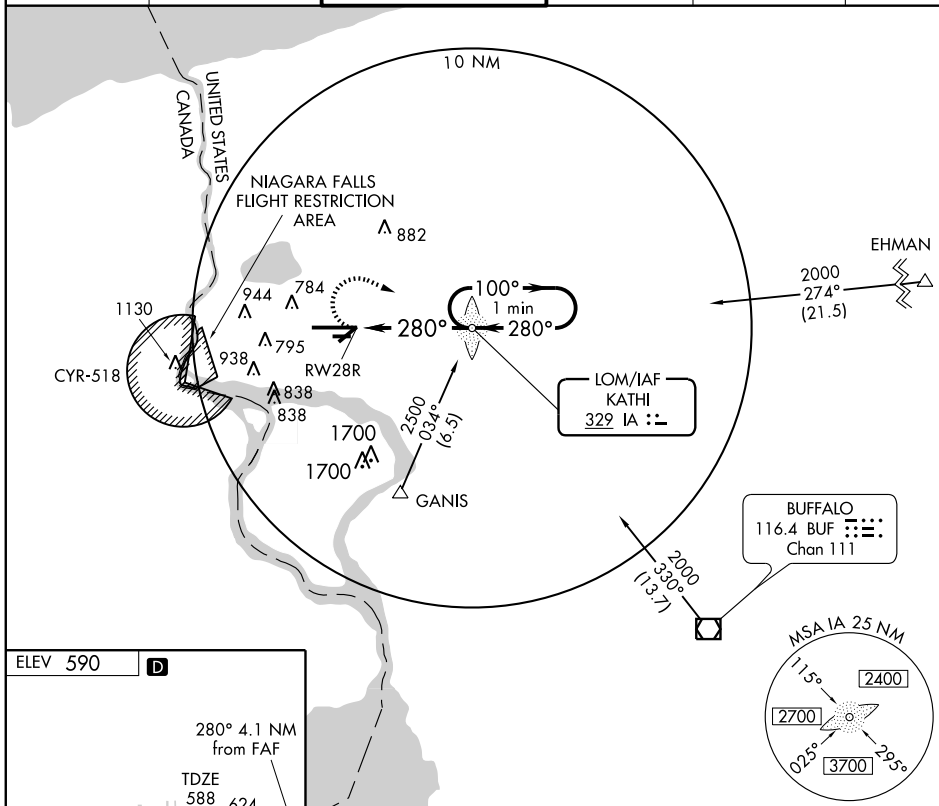 10 NM
UNITED STATES
CANADA
NIAGARA FALLS
FLIGHT RESTRICTION
AREA
882
EHMAN
2000
274°
(21.5)
944
784
100°
1 min
1130
280°
280°
795
938
RW28R
CYR-518
838
838
LOM/IAF
KATHI
329 IA
2500
034°
(6.5)
1700
1700
GANIS
BUFFALO
116.4 BUF
Chan 111
2000
330°
(13.7)
MSA IA 25 NM
115°
2400
2700
025°
295°
3700
ELEV 590
D
280° 4.1 NM
from FAF
TDZE
588
624